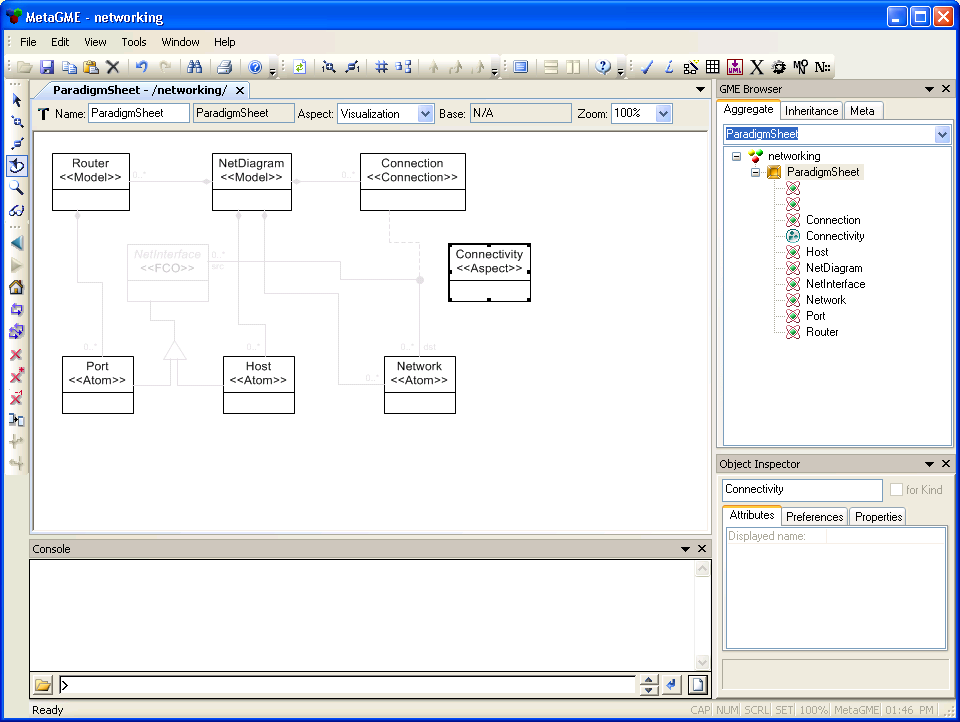 MetaGME - networking
File Edit View Tools Window Help
ParadigmSheet - /networking/
Name: ParadigmSheet ParadigmSheet Aspect: Visualization Base: N/A Zoom: 100%
Router
<<Model>>
0..*
NetDiagram
<<Model>>
0..*
Connection
<<Connection>>
NetInterface
<<FCO>>
0..*
src
Connectivity
<<Aspect>>
0..*
0..*
0..* dst
0..*
Port
<<Atom>>
Host
<<Atom>>
Network
<<Atom>>
GME Browser
Aggregate Inheritance Meta
ParadigmSheet
networking
ParadigmSheet
Connection
Connectivity
Host
NetDiagram
NetInterface
Network
Port
Router
Object Inspector
Connectivity for Kind
Attributes Preferences Properties
Displayed name:
Console
>
Ready
CAP NUM SCRL SET 100% MetaGME 01:46 PM